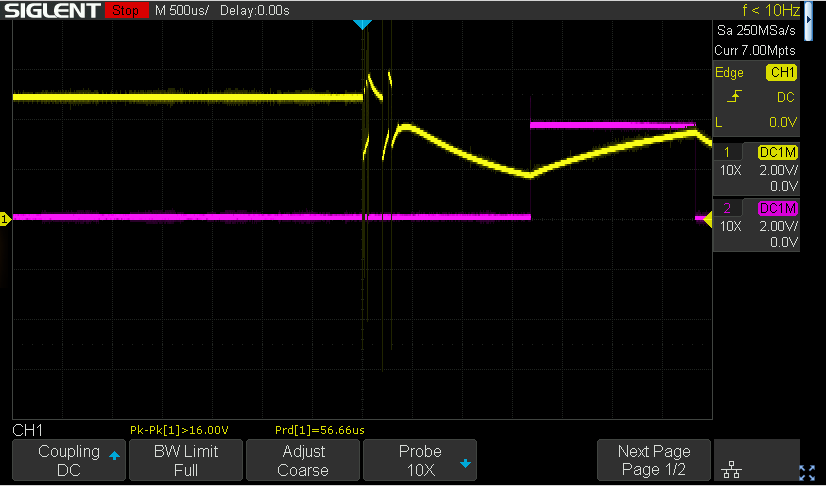 SIGLENT Stop M 500us/ Delay:0.00s f < 10Hz
Sa 250MSa/s
Curr 7.00Mpts
Edge CH1
DC
L 0.0V
1 DC1M
10X 2.00V/
0.0V
2 DC1M
10X 2.00V/
0.0V
1
CH1 Pk-Pk[1]>16.00V Prd[1]=56.66us
Coupling
DC
BW Limit
Full
Adjust
Coarse
Probe
10X
Next Page
Page 1/2